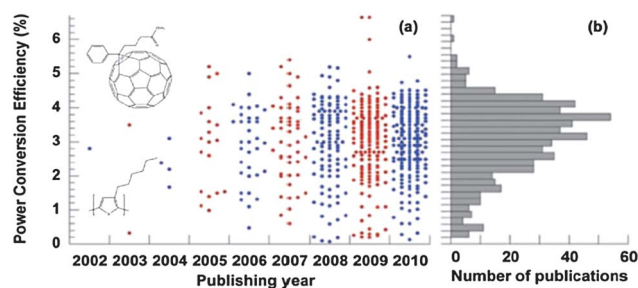 (a)
(b)
Power Conversion Efficiency (%)
6
5
4
3
2
1
0
2002 2003 2004 2005 2006 2007 2008 2009 2010
Publishing year
0 20 40 60
Number of publications